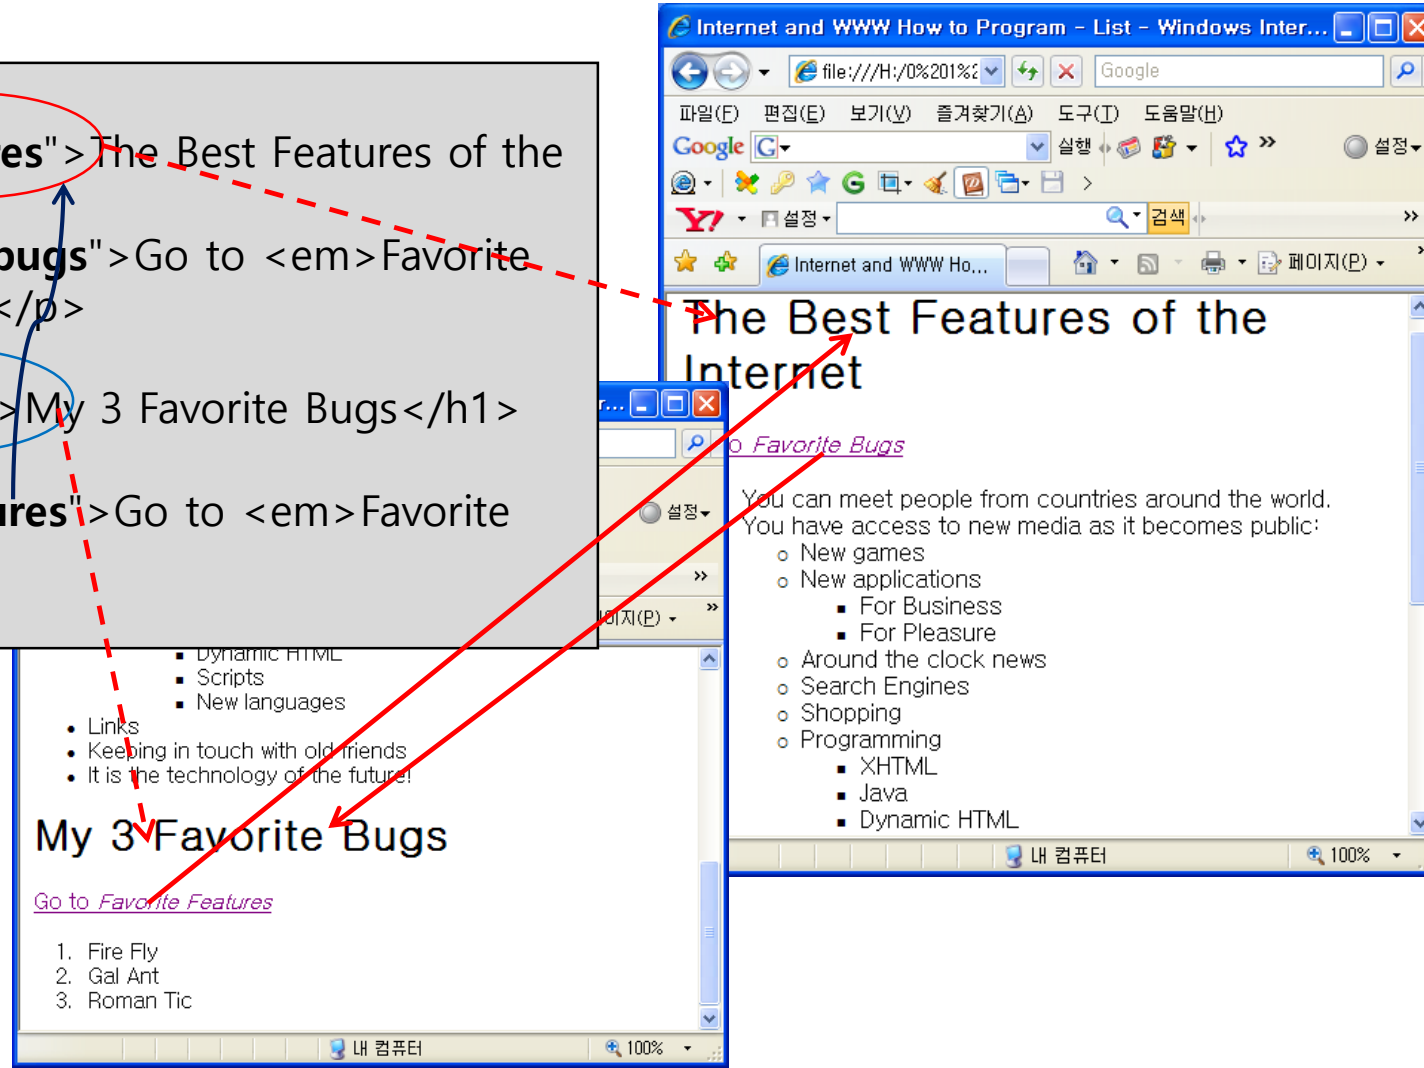 res">The Best Features of the
bugs">Go to <em>Favorite
</p>
>My 3 Favorite Bugs</h1>
ures">Go to <em>Favorite
Internet and WWW How to Program - List - Windows Inter...
file:///H:/0%201%2
Google
파일(F) 편집(E) 보기(V) 즐겨찾기(A) 도구(T) 도움말(H)
Google G 실행 설정
Y! 설정 검색
Internet and WWW Ho... 페이지(P)
The Best Features of the
Internet
o Favorite Bugs
You can meet people from countries around the world.
You have access to new media as it becomes public:
New games
New applications
For Business
For Pleasure
Around the clock news
Search Engines
Shopping
Programming
XHTML
Java
Dynamic HTML
내 컴퓨터 100%
r...
설정
페이지(P)
Dynamic HTML
Scripts
New languages
Links
Keeping in touch with old friends
It is the technology of the future!
My 3 Favorite Bugs
Go to Favorite Features
1. Fire Fly
2. Gal Ant
3. Roman Tic
내 컴퓨터 100%